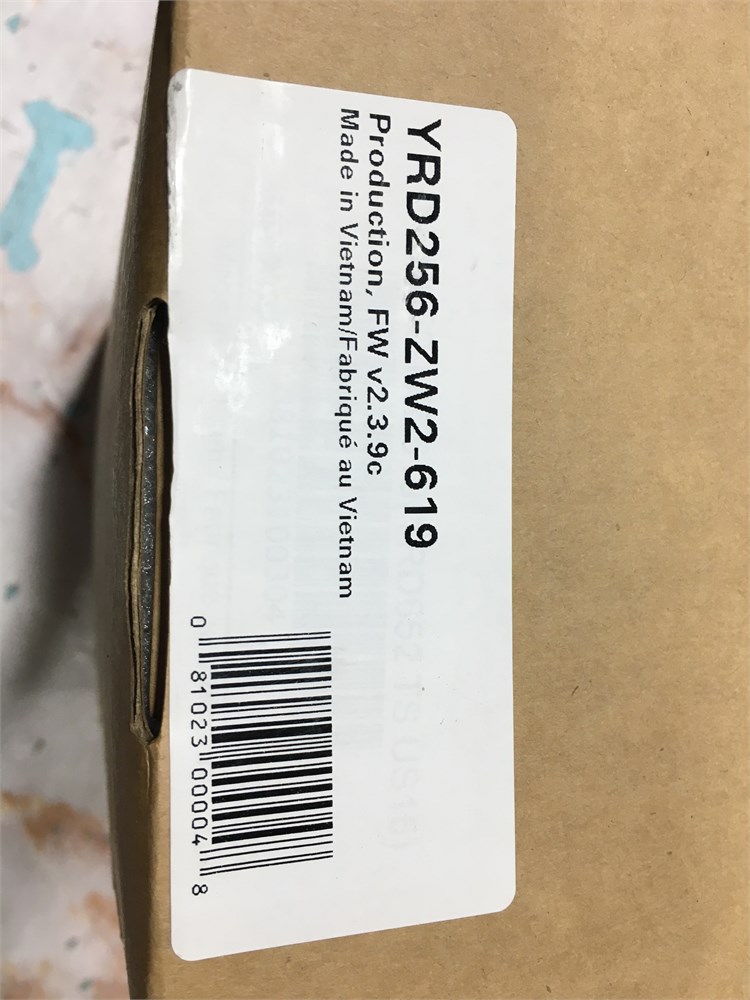 YRD256-ZW2-619
Production, FW v2.3.9c
Made in Vietnam/Fabriqué au Vietnam
0 81023 00004 8